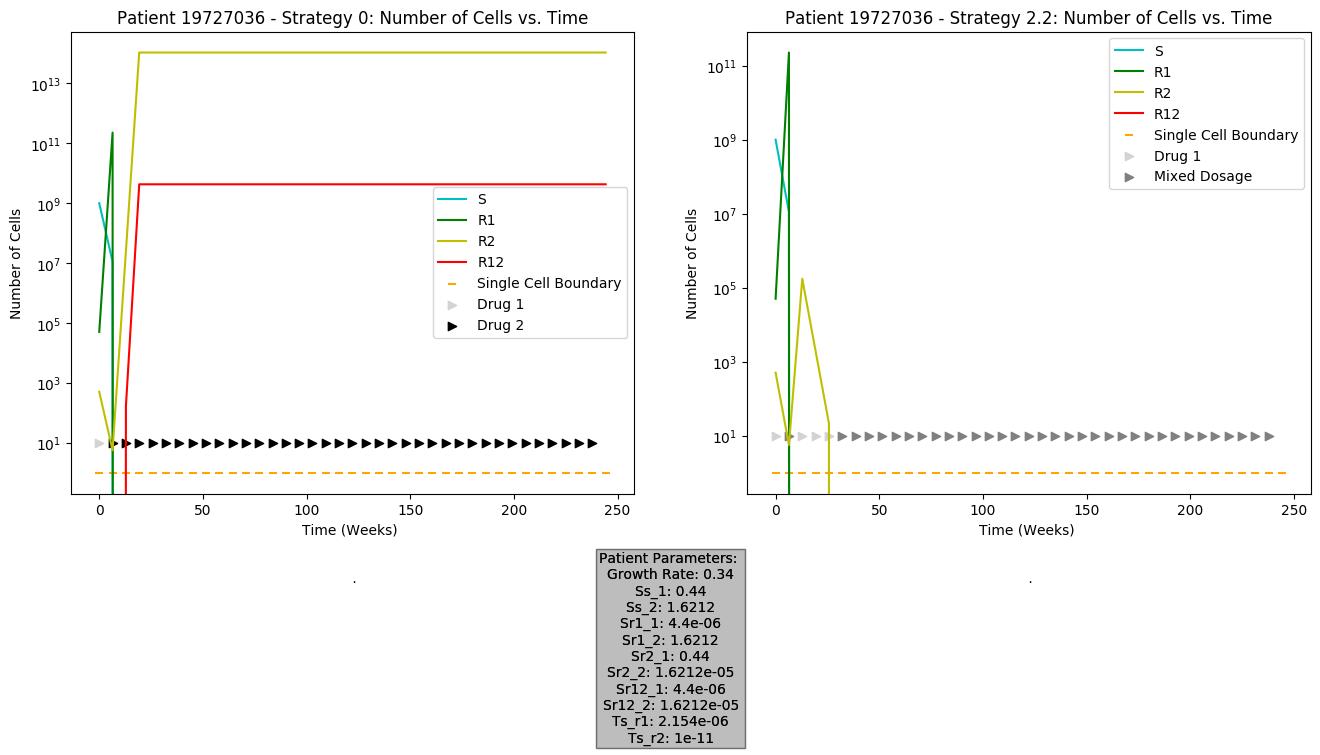 Patient 19727036 - Strategy 0: Number of Cells vs. Time
Number of Cells
10^13
10^11
10^9
10^7
10^5
10^3
10^1
S
R1
R2
R12
Single Cell Boundary
Drug 1
Drug 2
0
50
100
150
200
250
Time (Weeks)
.
Patient 19727036 - Strategy 2.2: Number of Cells vs. Time
Number of Cells
10^11
10^9
10^7
10^5
10^3
10^1
S
R1
R2
R12
Single Cell Boundary
Drug 1
Mixed Dosage
0
50
100
150
200
250
Time (Weeks)
.
Patient Parameters:
Growth Rate: 0.34
Ss_1: 0.44
Ss_2: 1.6212
Sr1_1: 4.4e-06
Sr1_2: 1.6212
Sr2_1: 0.44
Sr2_2: 1.6212e-05
Sr12_1: 4.4e-06
Sr12_2: 1.6212e-05
Ts_r1: 2.154e-06
Ts_r2: 1e-11